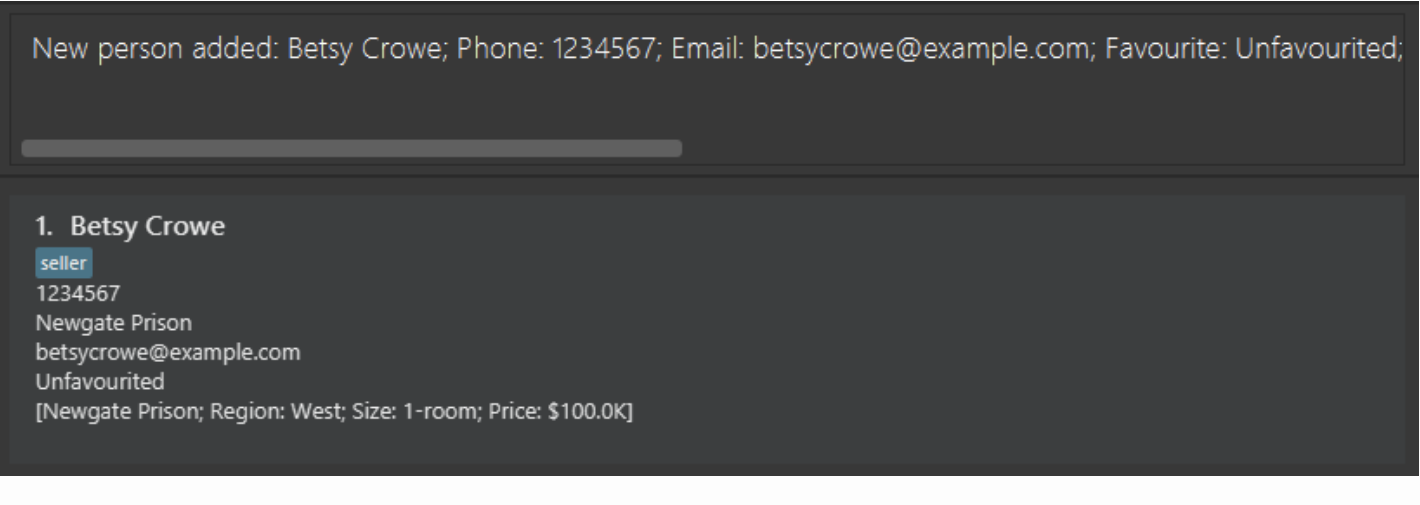 New person added: Betsy Crowe; Phone: 1234567; Email: betsycrowe@example.com; Favourite: Unfavourited;
1. Betsy Crowe
seller
1234567
Newgate Prison
betsycrowe@example.com
Unfavourited
[Newgate Prison; Region: West; Size: 1-room; Price: $100.0K]